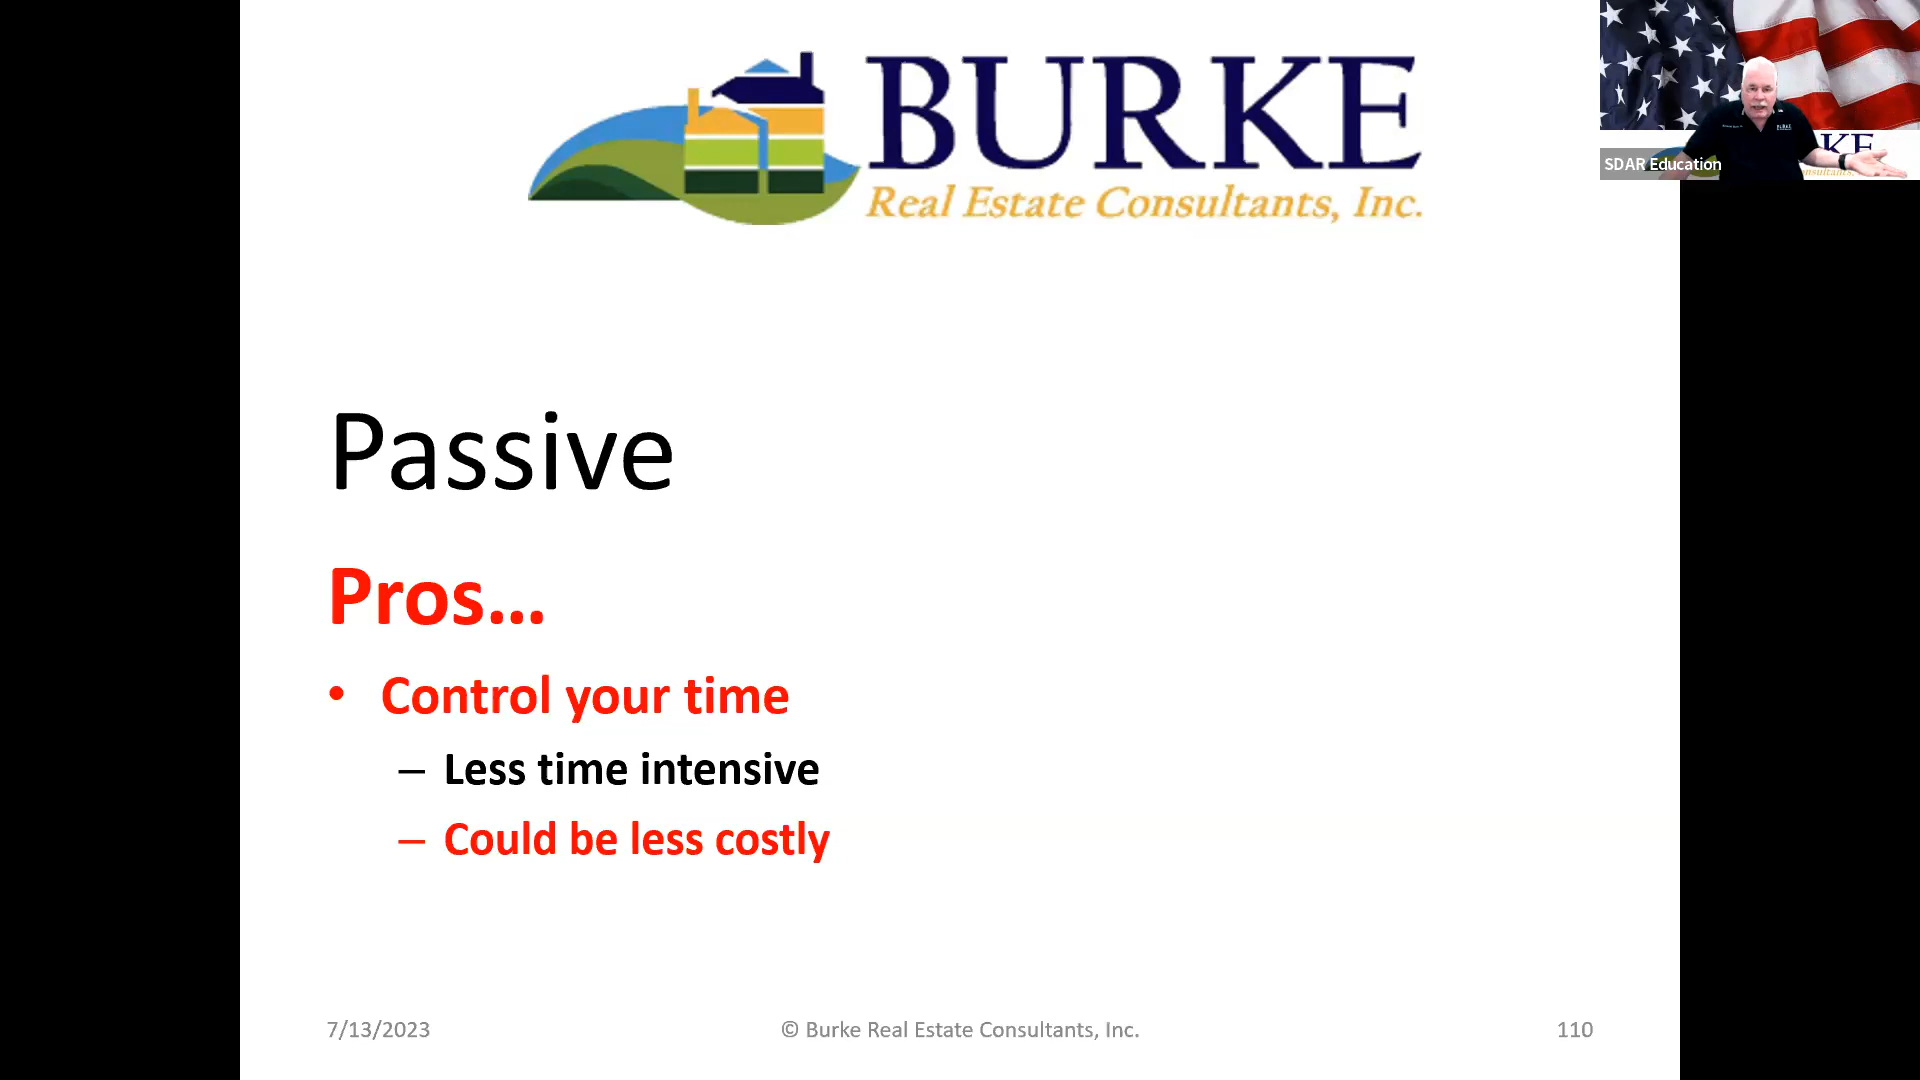 BURKE
Real Estate Consultants, Inc.
SDAR Education
Passive
Pros...
• Control your time
– Less time intensive
– Could be less costly
7/13/2023
© Burke Real Estate Consultants, Inc.
110